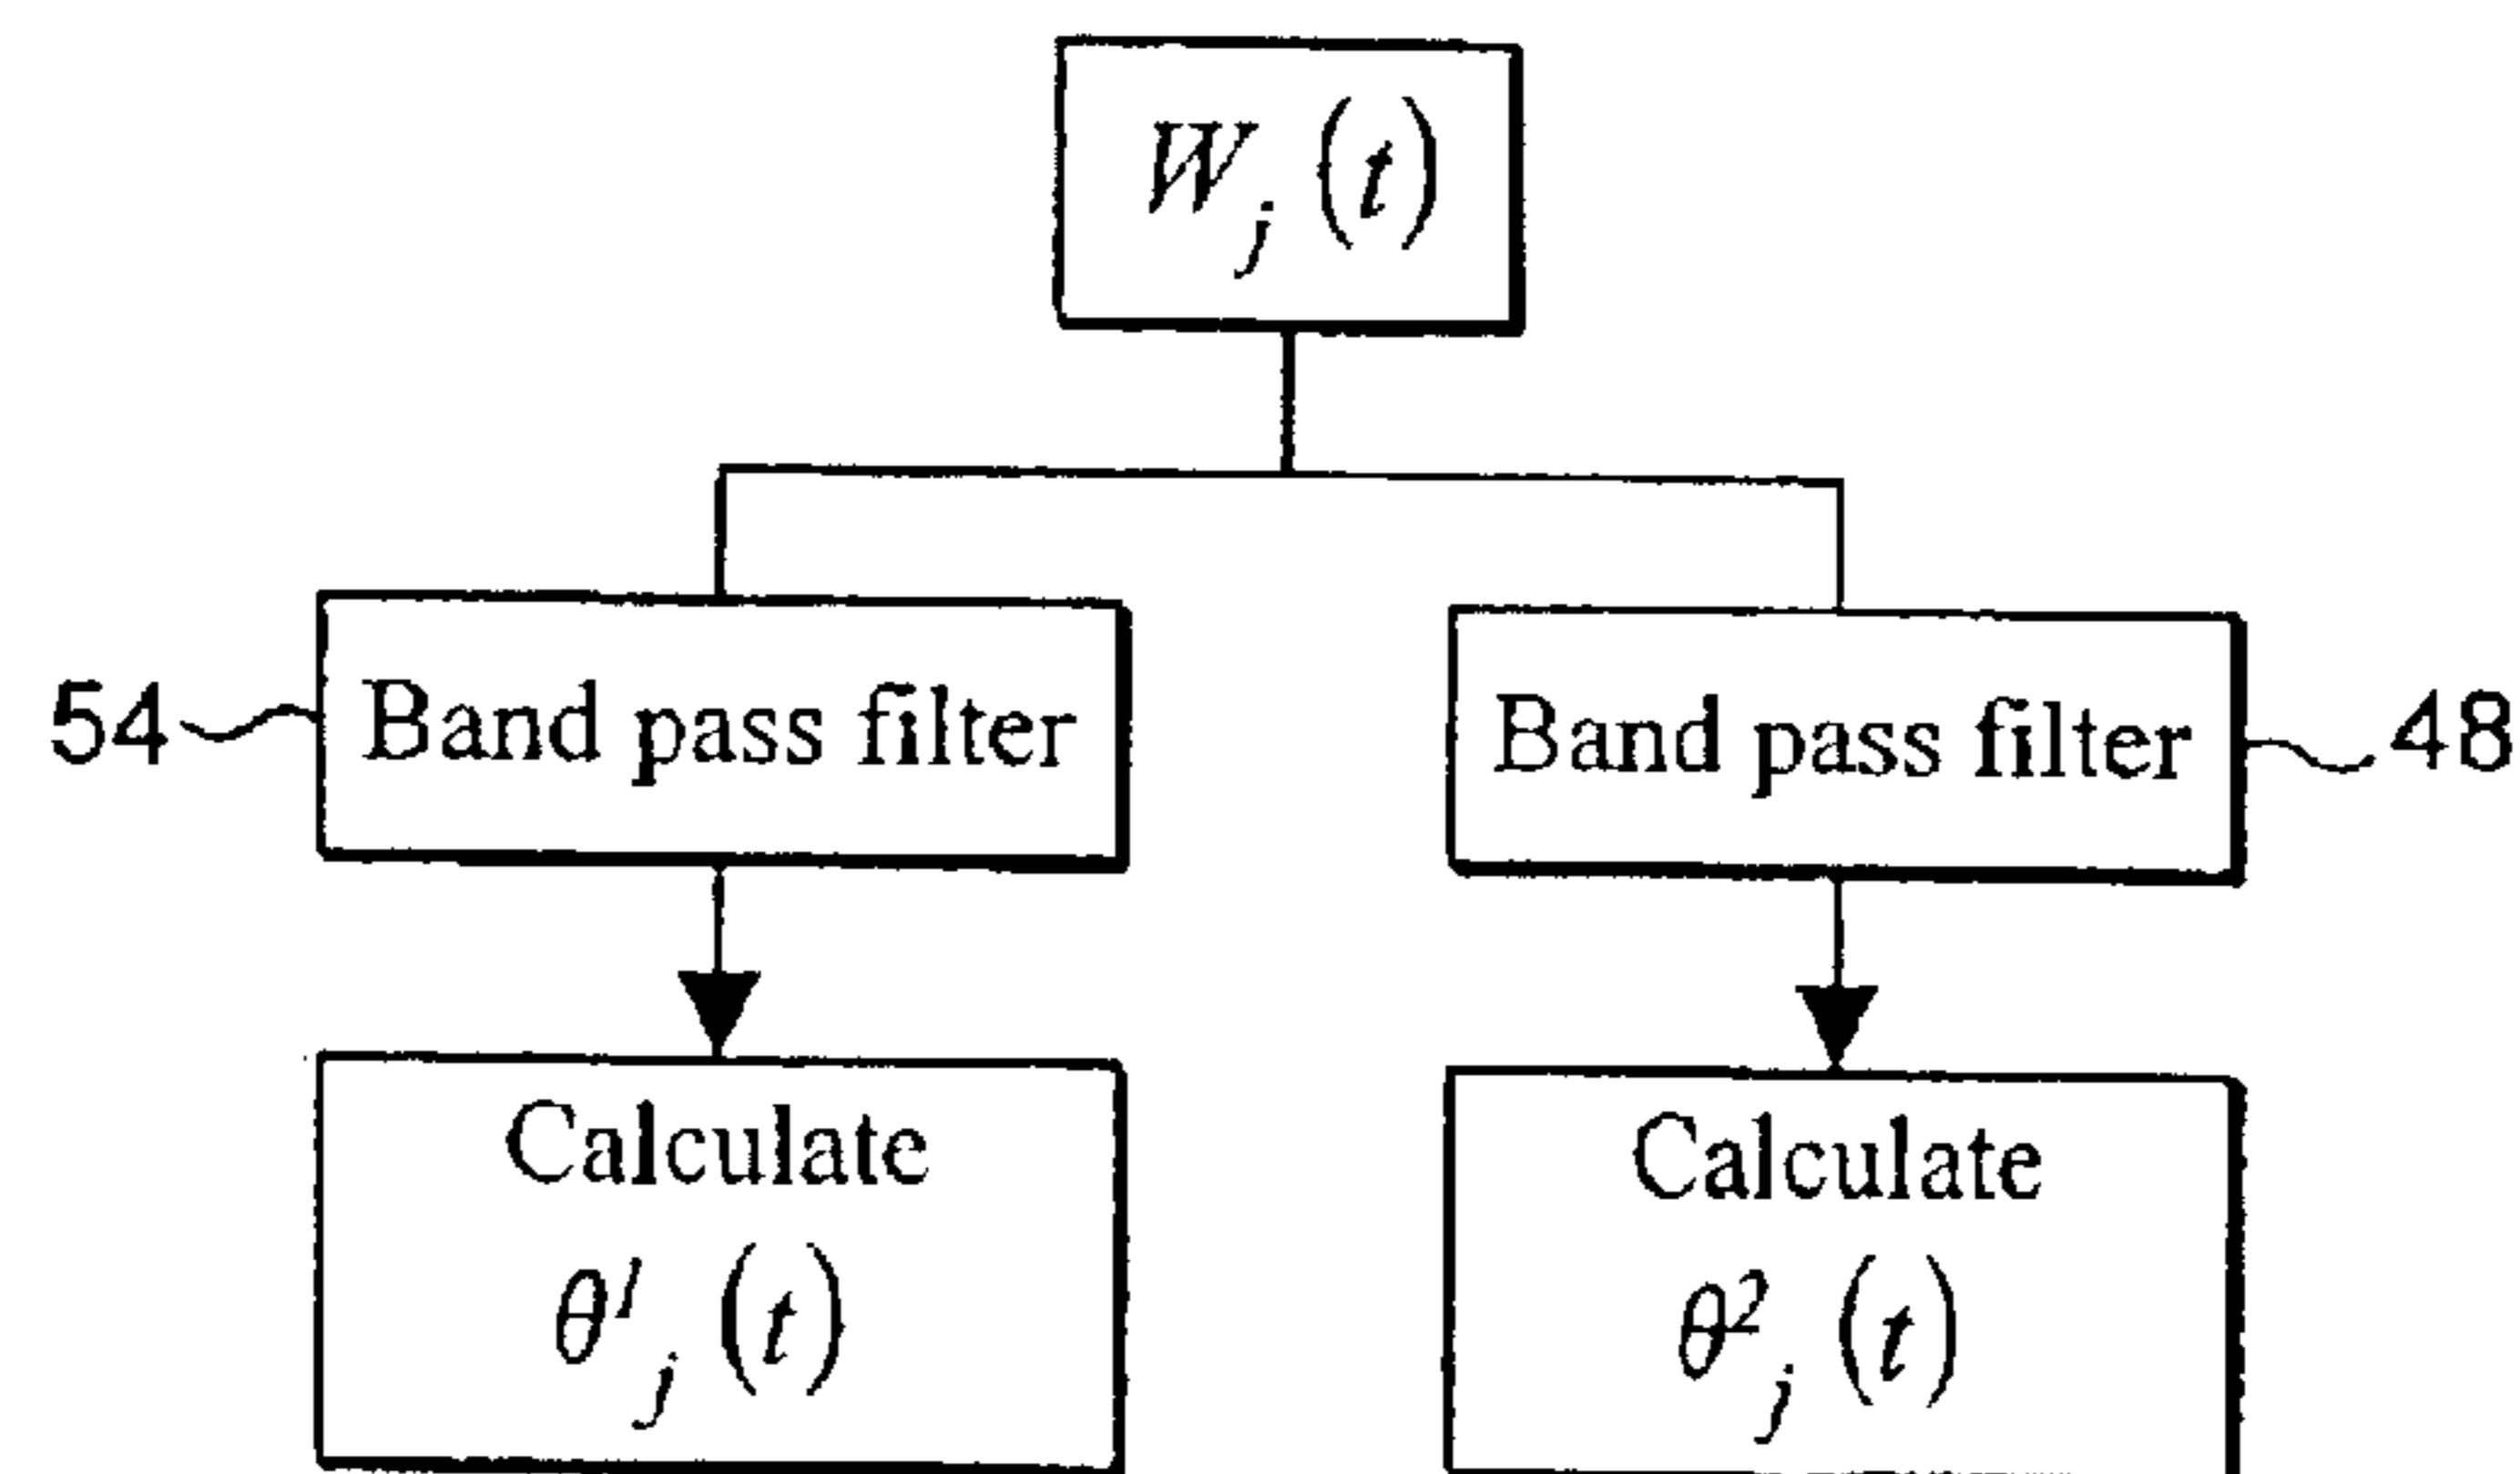 W_j (t)
54 Band pass filter
Band pass filter 48
Calculate
θ^1_j (t)
Calculate
θ^2_j (t)